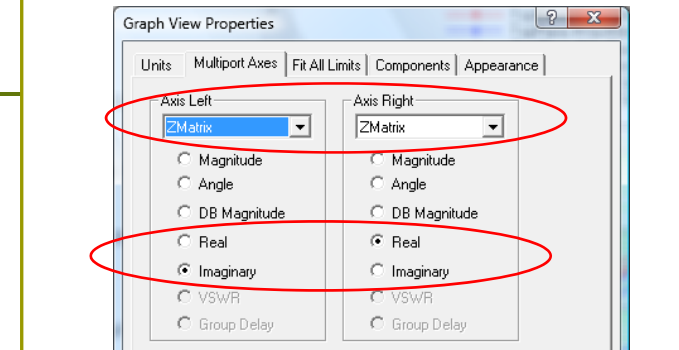 Graph View Properties
Units Multiport Axes Fit All Limits Components Appearance
Axis Left Axis Right
ZMatrix ZMatrix
Magnitude Magnitude
Angle Angle
DB Magnitude DB Magnitude
Real Real
Imaginary Imaginary
VSWR VSWR
Group Delay Group Delay